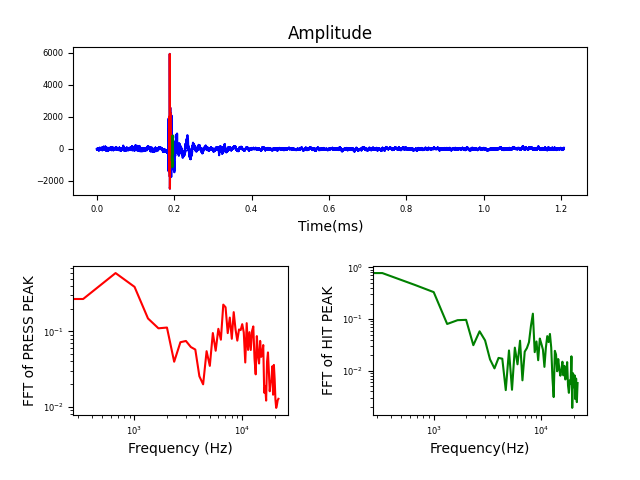 Amplitude
6000
4000
2000
0
−2000
0.0 0.2 0.4 0.6 0.8 1.0 1.2
Time(ms)
FFT of PRESS PEAK
10⁻¹
10⁻²
10³ 10⁴
Frequency (Hz)
FFT of HIT PEAK
10⁰
10⁻¹
10⁻²
10³ 10⁴
Frequency(Hz)